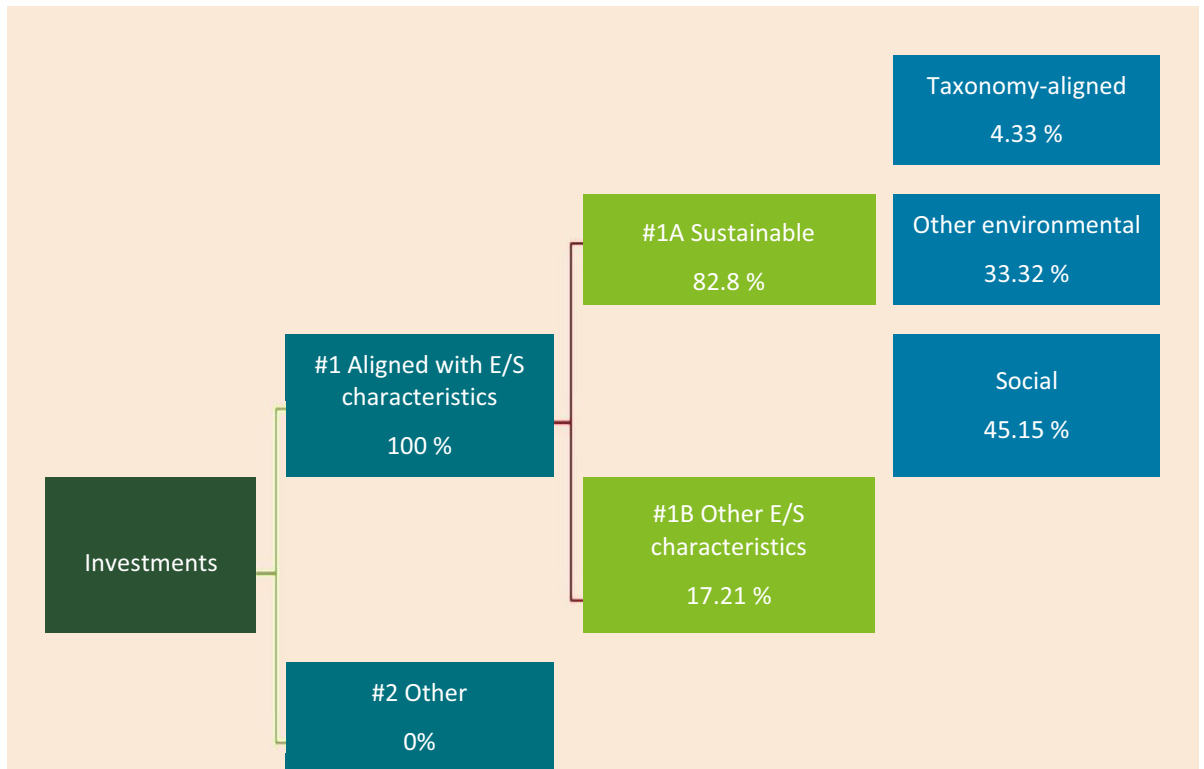 Taxonomy-aligned
4.33 %
#1A Sustainable
82.8 %
Other environmental
33.32 %
#1 Aligned with E/S
characteristics
100 %
Social
45.15 %
Investments
#1B Other E/S
characteristics
17.21 %
#2 Other
0%